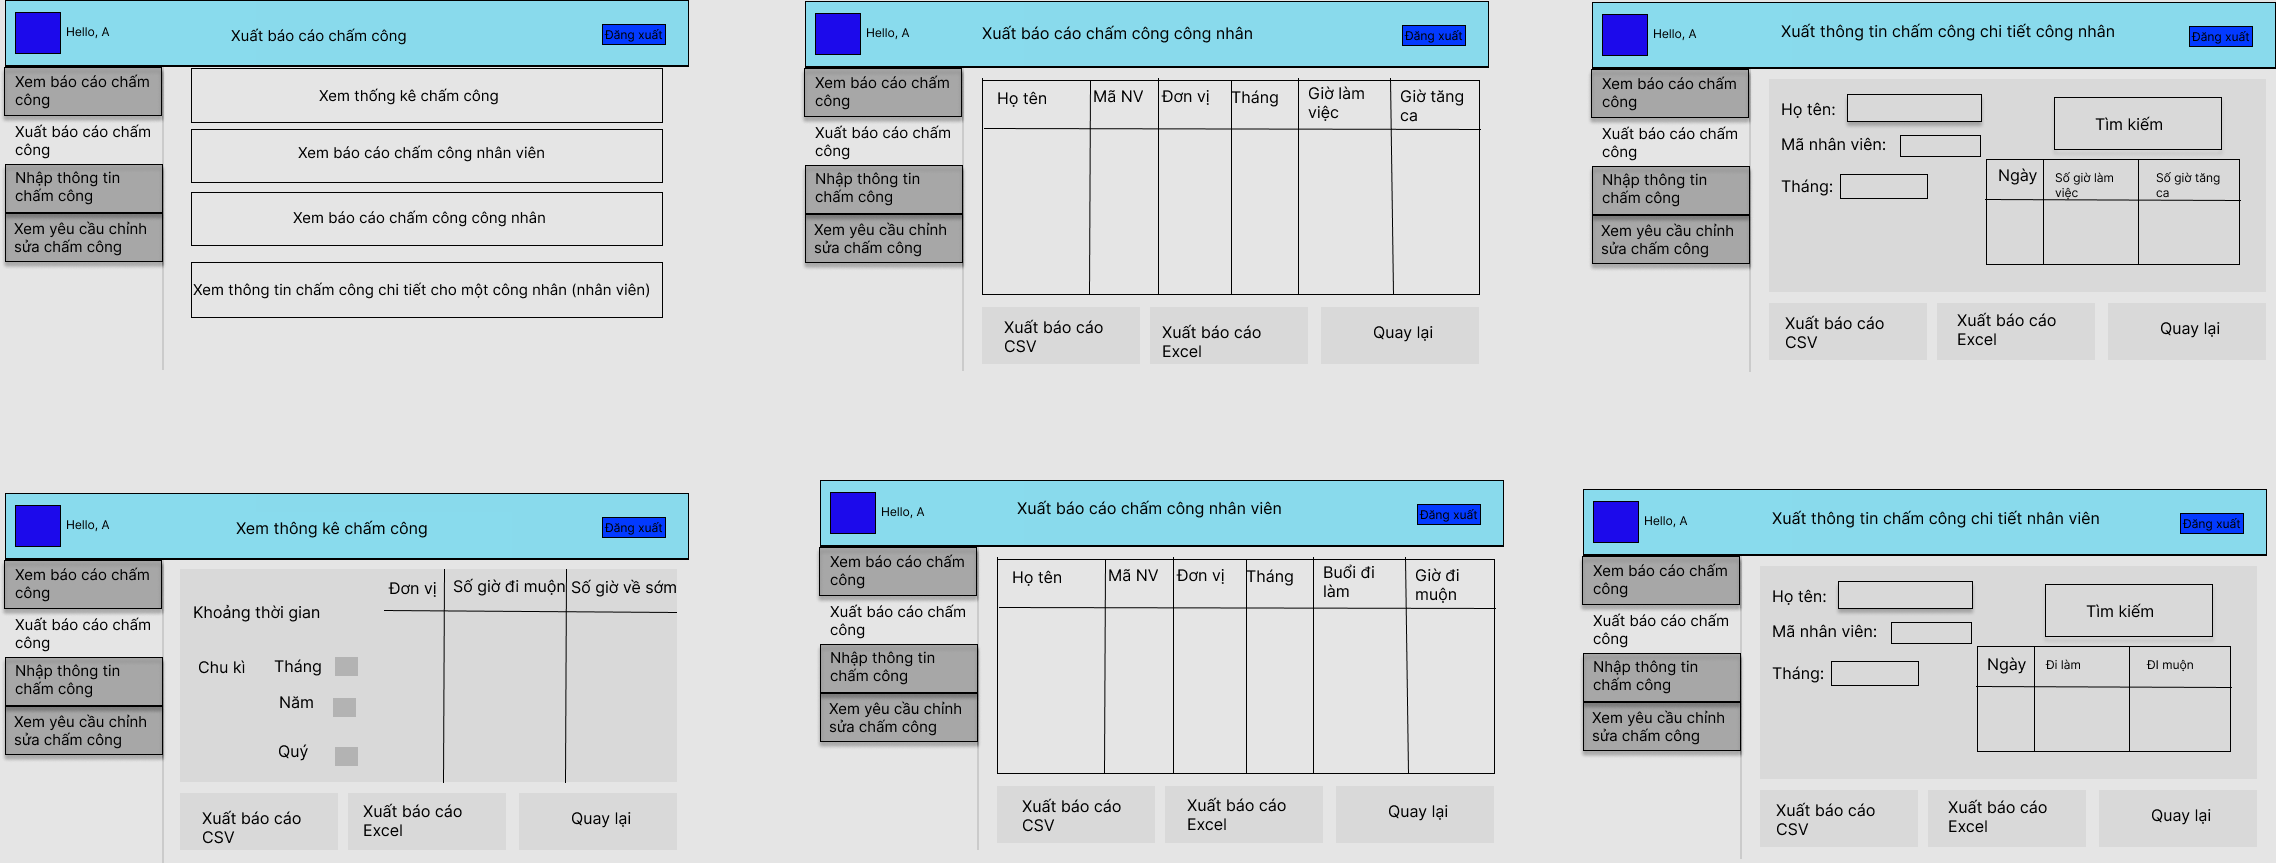 Hello, A
Xuất báo cáo chấm công
Đăng xuất
Xem báo cáo chấm
công
Xuất báo cáo chấm
công
Nhập thông tin
chấm công
Xem yêu cầu chỉnh
sửa chấm công
Xem thống kê chấm công
Xem báo cáo chấm công nhân viên
Xem báo cáo chấm công công nhân
Xem thông tin chấm công chi tiết cho một công nhân (nhân viên)
Hello, A
Xuất báo cáo chấm công công nhân
Đăng xuất
Xem báo cáo chấm
công
Xuất báo cáo chấm
công
Nhập thông tin
chấm công
Xem yêu cầu chỉnh
sửa chấm công
Họ tên
Mã NV
Đơn vị
Tháng
Giờ làm
việc
Giờ tăng
ca
Xuất báo cáo
CSV
Xuất báo cáo
Excel
Quay lại
Hello, A
Xuất thông tin chấm công chi tiết công nhân
Đăng xuất
Xem báo cáo chấm
công
Xuất báo cáo chấm
công
Nhập thông tin
chấm công
Xem yêu cầu chỉnh
sửa chấm công
Họ tên:
Mã nhân viên:
Tháng:
Tìm kiếm
Ngày
Số giờ làm
việc
Số giờ tăng
ca
Xuất báo cáo
CSV
Xuất báo cáo
Excel
Quay lại
Hello, A
Xem thông kê chấm công
Đăng xuất
Xem báo cáo chấm
công
Xuất báo cáo chấm
công
Nhập thông tin
chấm công
Xem yêu cầu chỉnh
sửa chấm công
Khoảng thời gian
Chu kì
Tháng
Năm
Quý
Đơn vị
Số giờ đi muộn
Số giờ về sớm
Xuất báo cáo
CSV
Xuất báo cáo
Excel
Quay lại
Hello, A
Xuất báo cáo chấm công nhân viên
Đăng xuất
Xem báo cáo chấm
công
Xuất báo cáo chấm
công
Nhập thông tin
chấm công
Xem yêu cầu chỉnh
sửa chấm công
Họ tên
Mã NV
Đơn vị
Tháng
Buổi đi
làm
Giờ đi
muộn
Xuất báo cáo
CSV
Xuất báo cáo
Excel
Quay lại
Hello, A
Xuất thông tin chấm công chi tiết nhân viên
Đăng xuất
Xem báo cáo chấm
công
Xuất báo cáo chấm
công
Nhập thông tin
chấm công
Xem yêu cầu chỉnh
sửa chấm công
Họ tên:
Mã nhân viên:
Tháng:
Tìm kiếm
Ngày
Đi làm
ĐI muộn
Xuất báo cáo
CSV
Xuất báo cáo
Excel
Quay lại